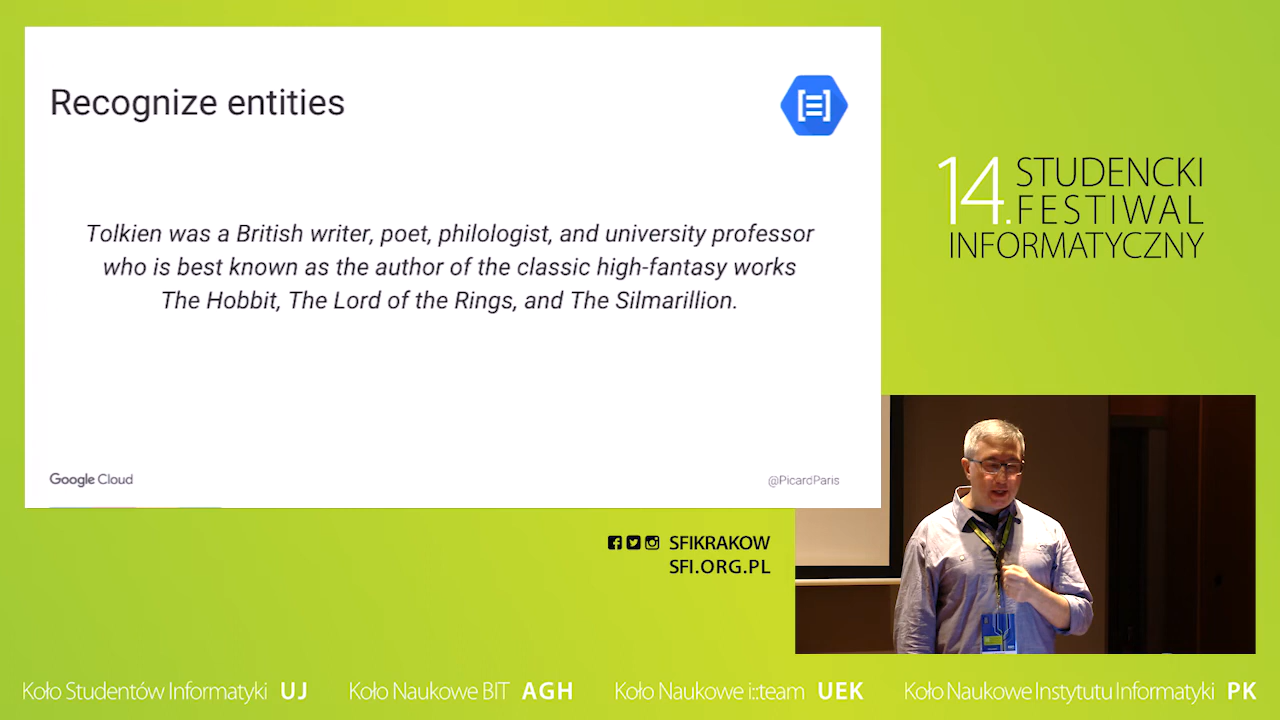 Recognize entities
Tolkien was a British writer, poet, philologist, and university professor
who is best known as the author of the classic high-fantasy works
The Hobbit, The Lord of the Rings, and The Silmarillion.
Google Cloud
@PicardParis
14. STUDENCKI
FESTIWAL
INFORMATYCZNY
SFIKRAKOW
SFI.ORG.PL
Koło Studentów Informatyki UJ
Koło Naukowe BIT AGH
Koło Naukowe i::team UEK
Koło Naukowe Instytutu Informatyki PK